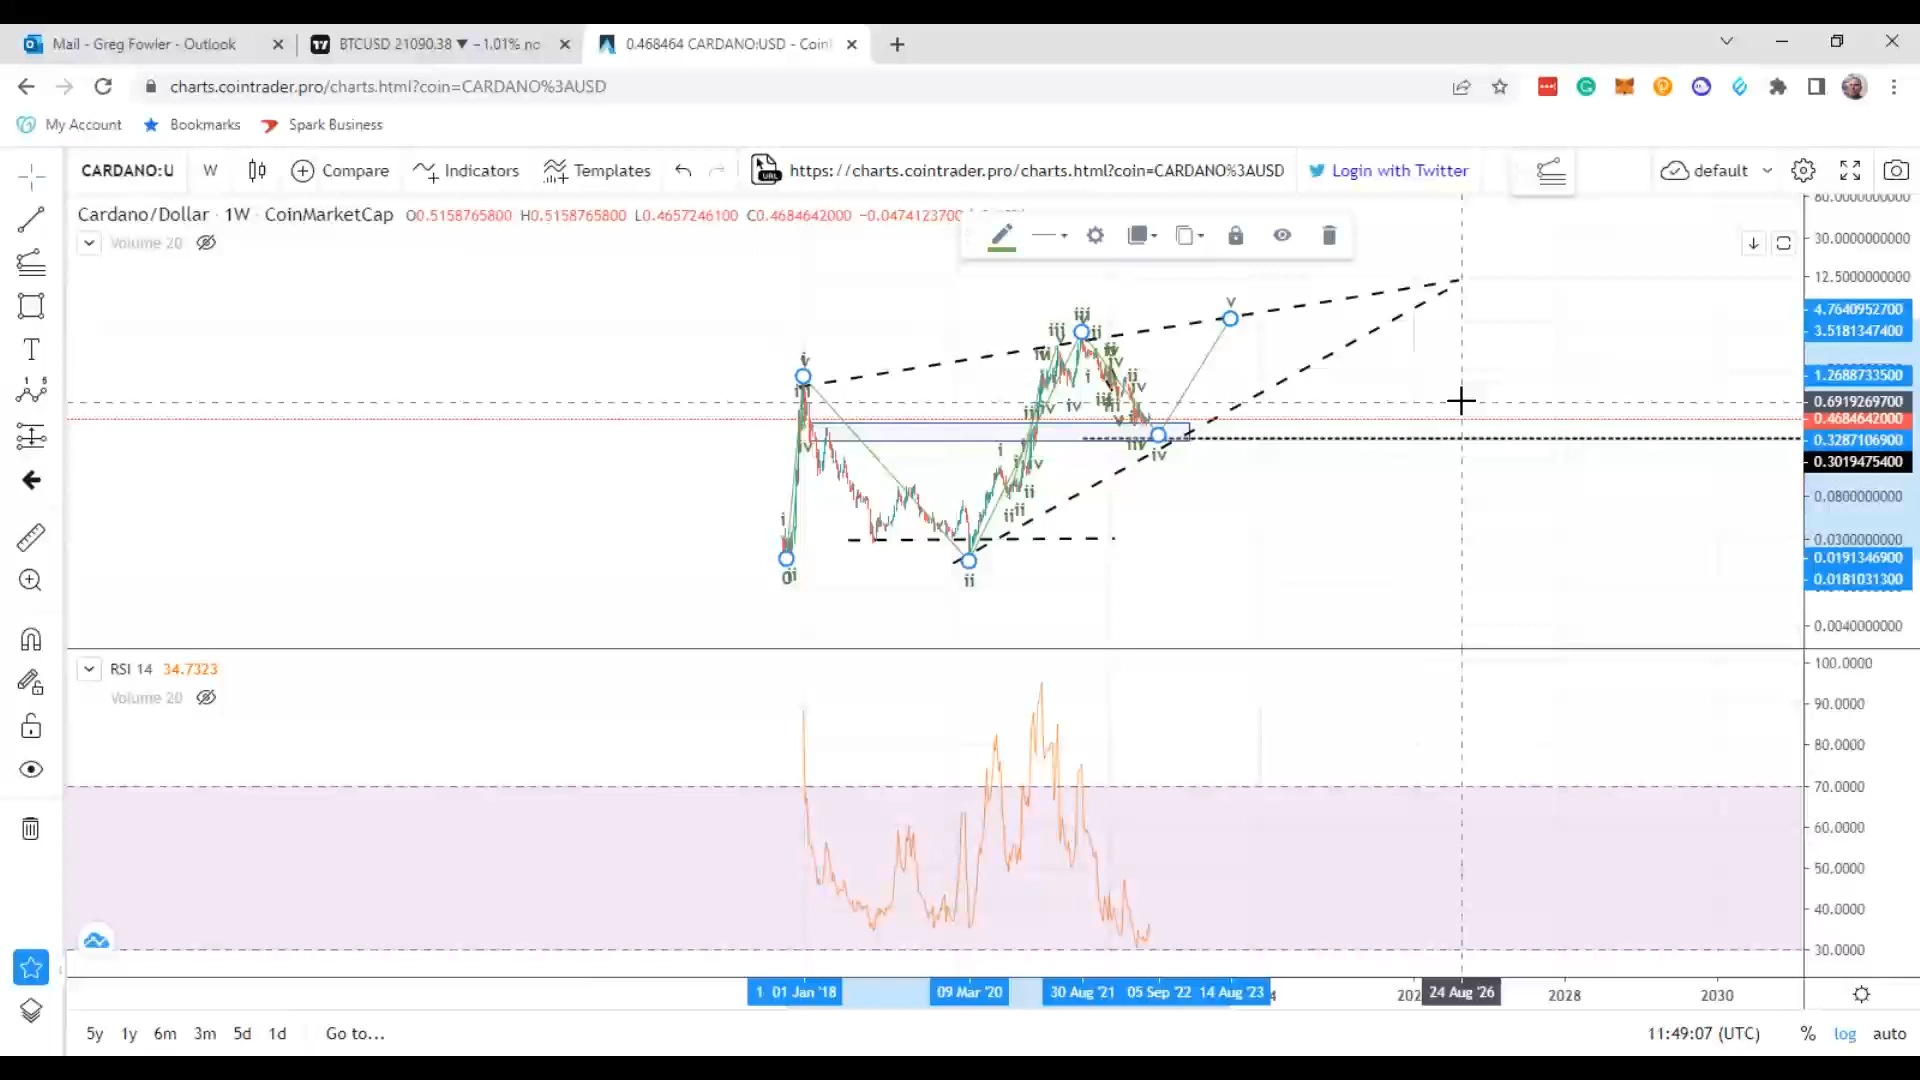 Mail - Greg Fowler - Outlook
BTCUSD 21090.38 ▼ −1.01% nc
0.468464 CARDANO:USD - Coin
charts.cointrader.pro/charts.html?coin=CARDANO%3AUSD
My Account
Bookmarks
Spark Business
CARDANO:U
W
Compare
Indicators
Templates
URL
https://charts.cointrader.pro/charts.html?coin=CARDANO%3AUSD
Login with Twitter
default
Cardano/Dollar · 1W · CoinMarketCap O0.5158765800 H0.5158765800 L0.4657246100 C0.4684642000 −0.0474123700
Volume 20
30.0000000000
12.5000000000
4.7640952700
3.5181347400
1.2688733500
0.6919269700
0.4684642000
0.3287106900
0.3019475400
0.0800000000
0.0300000000
0.0191346900
0.0181031300
0.0040000000
RSI 14 34.7323
Volume 20
100.0000
90.0000
80.0000
70.0000
60.0000
50.0000
40.0000
30.0000
01 Jan '18
09 Mar '20
30 Aug '21
05 Sep '22
14 Aug '23
24 Aug '26
2028
2030
5y
1y
6m
3m
5d
1d
Go to...
11:49:07 (UTC)
%
log
auto